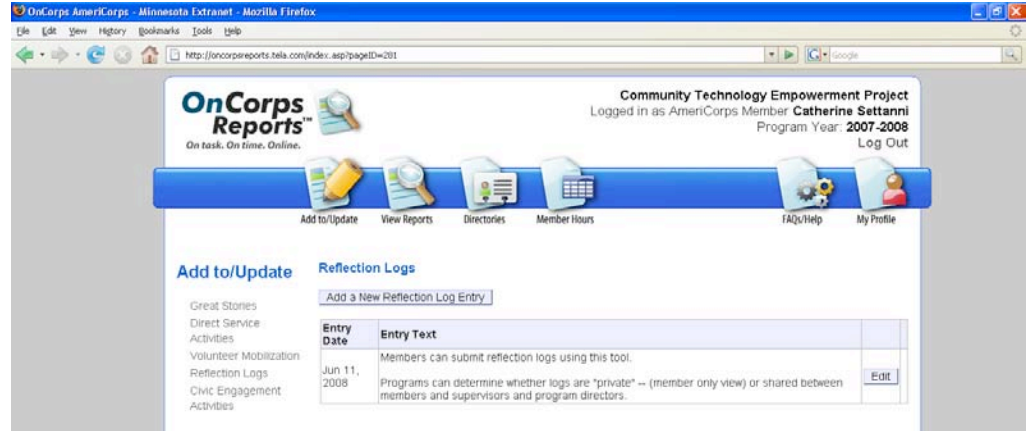 OnCorps AmeriCorps - Minnesota Extranet - Mozilla Firefox
File Edit View History Bookmarks Tools Help
http://oncorpsreports.tela.com/index.asp?pageID=281
Google
OnCorps
Reports™
On task. On time. Online.
Community Technology Empowerment Project
Logged in as AmeriCorps Member Catherine Settanni
Program Year: 2007-2008
Log Out
Add to/Update View Reports Directories Member Hours FAQs/Help My Profile
Add to/Update
Great Stories
Direct Service
Activities
Volunteer Mobilization
Reflection Logs
Civic Engagement
Activities
Reflection Logs
Add a New Reflection Log Entry
Entry
Date
Entry Text
Jun 11,
2008
Members can submit reflection logs using this tool.
Programs can determine whether logs are "private" -- (member only view) or shared between
members and supervisors and program directors.
Edit